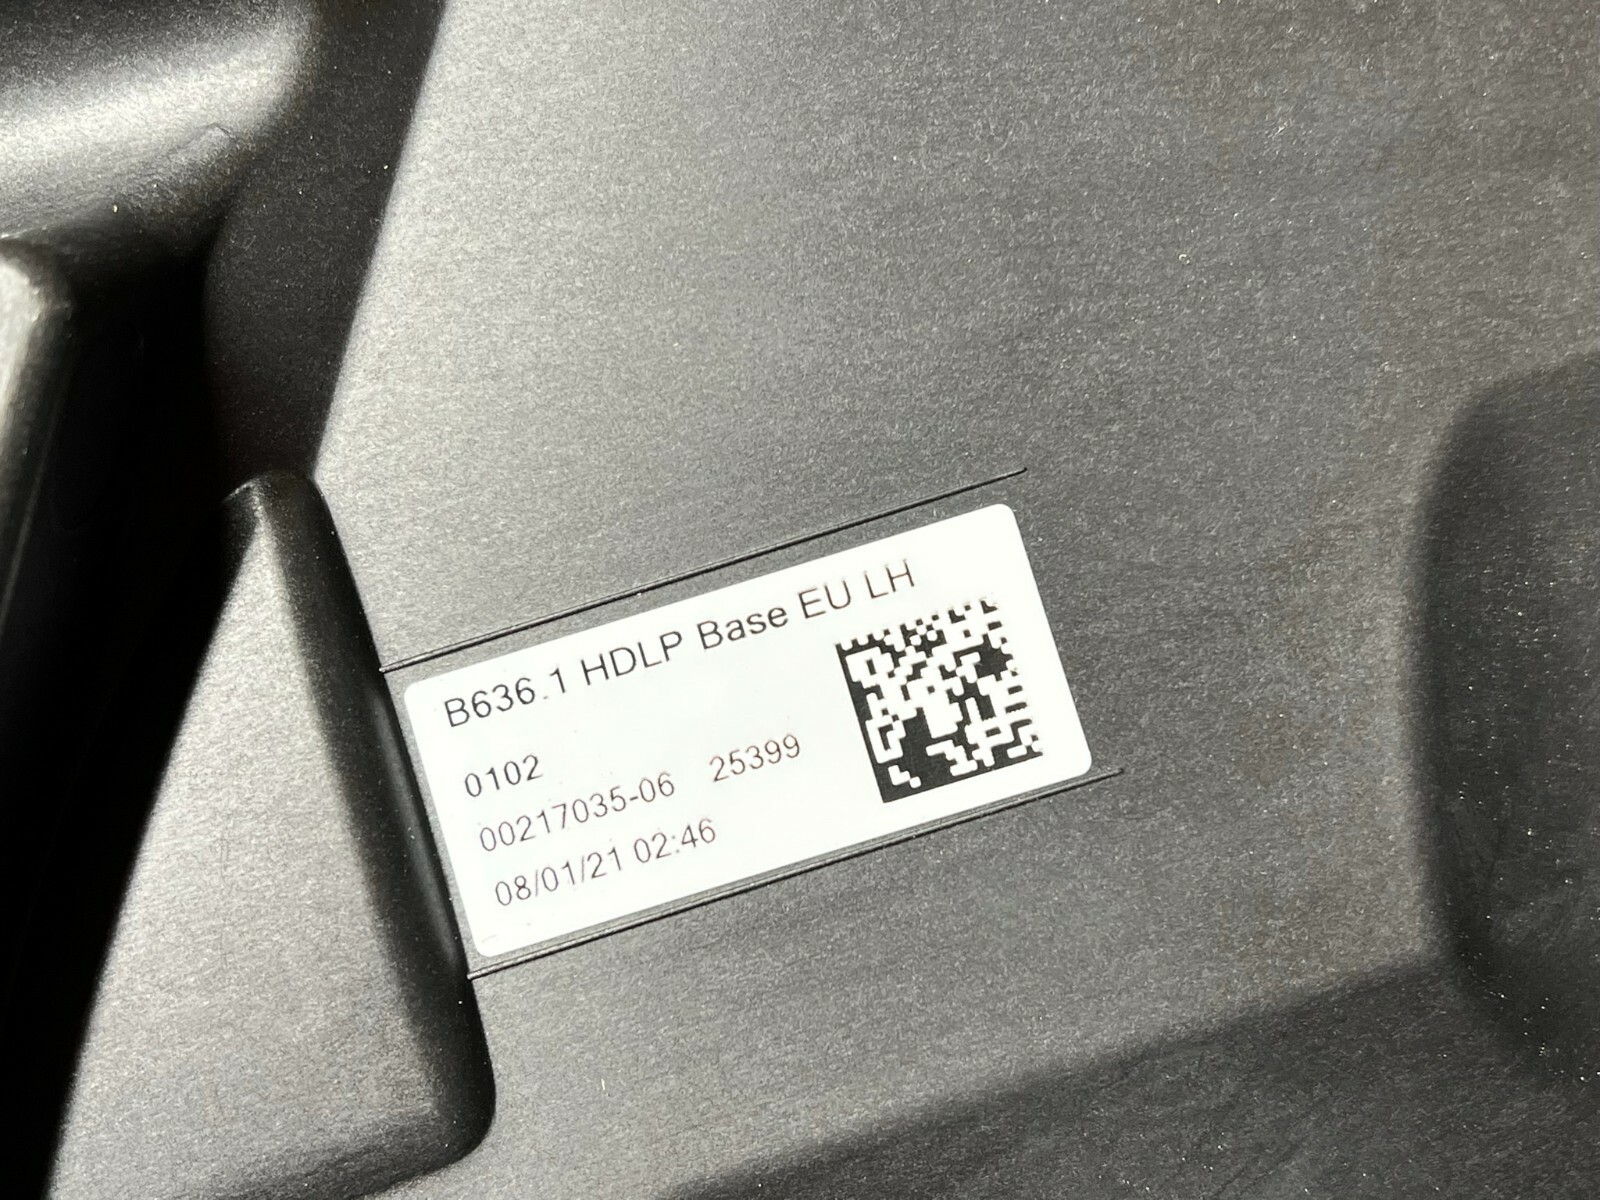 B636.1 HDLP Base EU LH
0102
00217035-06 25399
08/01/21 02:46